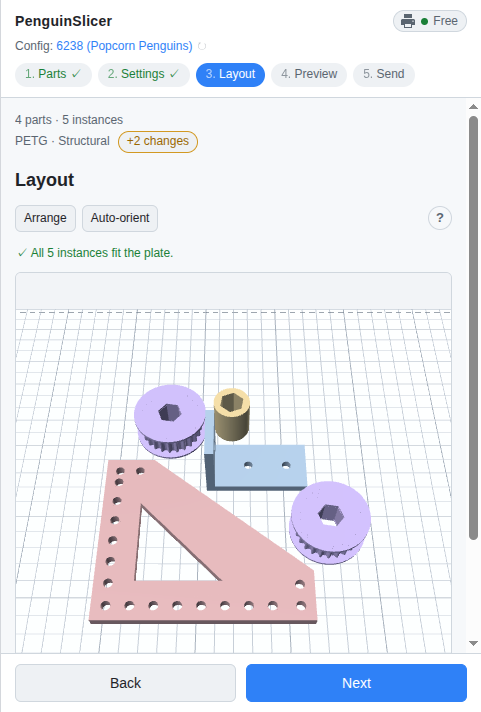 PenguinSlicer
Free
Config: 6238 (Popcorn Penguins)
1. Parts ✓
2. Settings ✓
3. Layout
4. Preview
5. Send
4 parts · 5 instances
PETG · Structural
+2 changes
Layout
Arrange
Auto-orient
?
✓ All 5 instances fit the plate.
Back
Next